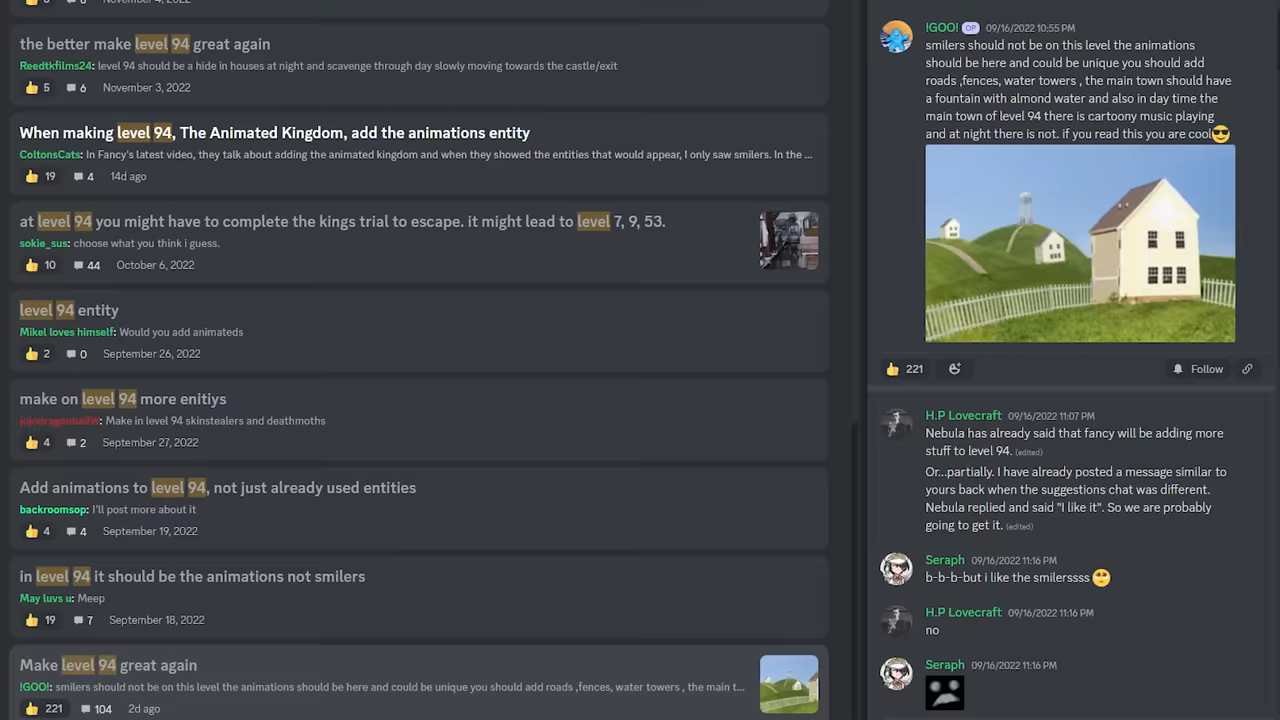 November 4, 2022
the better make level 94 great again
Reedtkfilms24: level 94 should be a hide in houses at night and scavenge through day slowly moving towards the castle/exit
5 6 November 3, 2022
When making level 94, The Animated Kingdom, add the animations entity
ColtonsCats: In Fancy's latest video, they talk about adding the animated kingdom and when they showed the entities that would appear, I only saw smilers. In the ...
19 4 14d ago
at level 94 you might have to complete the kings trial to escape. it might lead to level 7, 9, 53.
sokie_sus: choose what you think i guess.
10 44 October 6, 2022
level 94 entity
Mikel loves himself: Would you add animateds
2 0 September 26, 2022
make on level 94 more enitiys
: Make in level 94 skinstealers and deathmoths
4 2 September 27, 2022
Add animations to level 94, not just already used entities
backroomsop: I'll post more about it
4 4 September 19, 2022
in level 94 it should be the animations not smilers
May luvs u: Meep
19 7 September 18, 2022
Make level 94 great again
!GOO!: smilers should not be on this level the animations should be here and could be unique you should add roads ,fences, water towers , the main t...
221 104 2d ago
!GOO! OP 09/16/2022 10:55 PM
smilers should not be on this level the animations
should be here and could be unique you should add
roads ,fences, water towers , the main town should have
a fountain with almond water and also in day time the
main town of level 94 there is cartoony music playing
and at night there is not. if you read this you are cool
221 Follow
H.P Lovecraft 09/16/2022 11:07 PM
Nebula has already said that fancy will be adding more
stuff to level 94. (edited)
Or...partially. I have already posted a message similar to
yours back when the suggestions chat was different.
Nebula replied and said "I like it". So we are probably
going to get it. (edited)
Seraph 09/16/2022 11:16 PM
b-b-b-but i like the smilerssss
H.P Lovecraft 09/16/2022 11:16 PM
no
Seraph 09/16/2022 11:16 PM